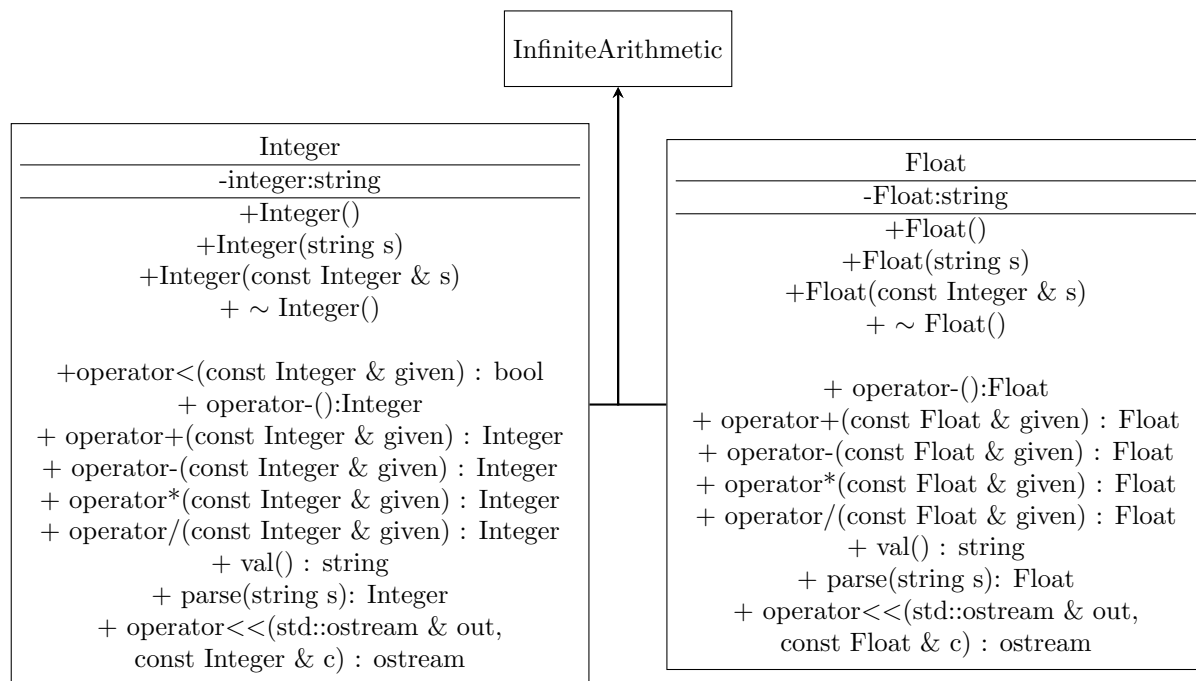 InfiniteArithmetic
Integer
-integer:string
+Integer()
+Integer(string s)
+Integer(const Integer & s)
+ ∼ Integer()
+operator<(const Integer & given) : bool
+ operator-():Integer
+ operator+(const Integer & given) : Integer
+ operator-(const Integer & given) : Integer
+ operator*(const Integer & given) : Integer
+ operator/(const Integer & given) : Integer
+ val() : string
+ parse(string s): Integer
+ operator<<(std::ostream & out,
const Integer & c) : ostream
Float
-Float:string
+Float()
+Float(string s)
+Float(const Integer & s)
+ ∼ Float()
+ operator-():Float
+ operator+(const Float & given) : Float
+ operator-(const Float & given) : Float
+ operator*(const Float & given) : Float
+ operator/(const Float & given) : Float
+ val() : string
+ parse(string s): Float
+ operator<<(std::ostream & out,
const Float & c) : ostream